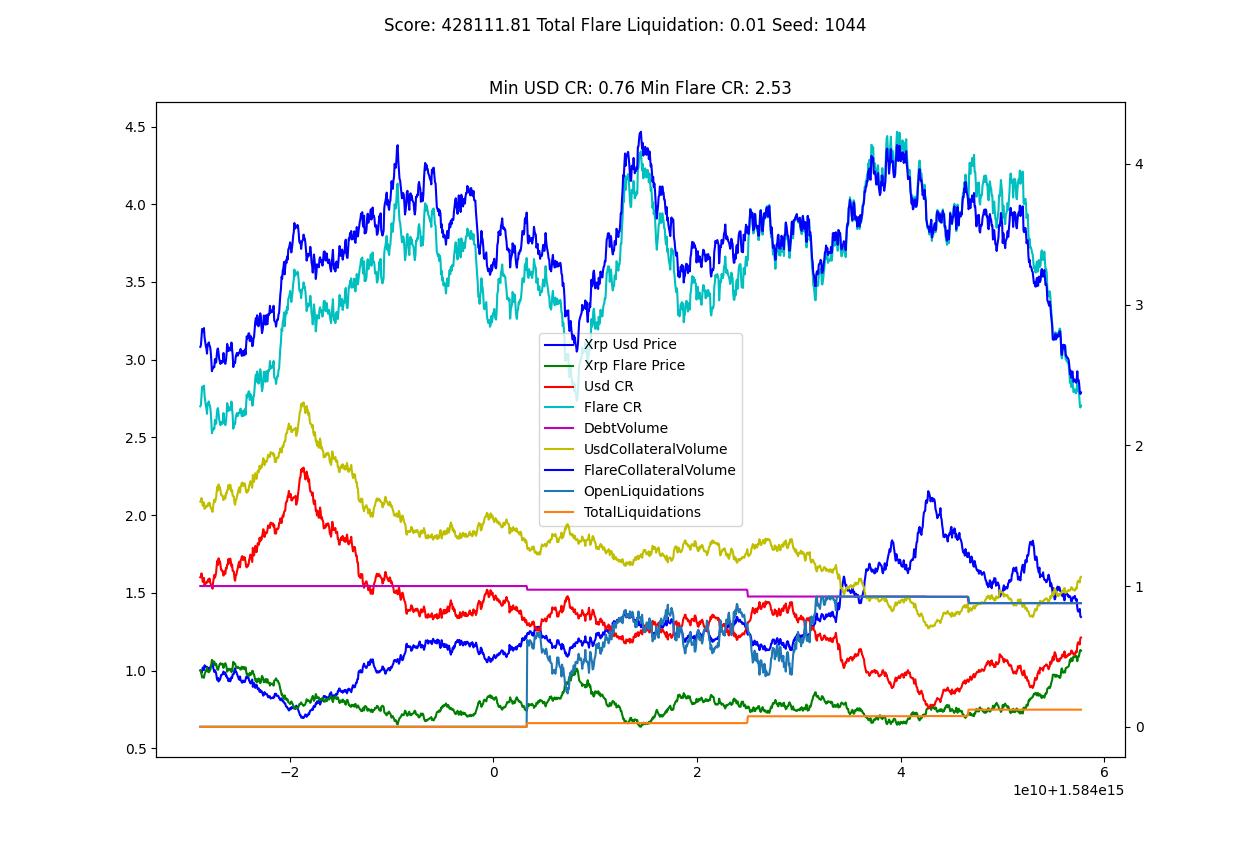 Score: 428111.81 Total Flare Liquidation: 0.01 Seed: 1044
Min USD CR: 0.76 Min Flare CR: 2.53
4.5
4.0
3.5
3.0
2.5
2.0
1.5
1.0
0.5
4
3
2
1
0
Xrp Usd Price
Xrp Flare Price
Usd CR
Flare CR
DebtVolume
UsdCollateralVolume
FlareCollateralVolume
OpenLiquidations
TotalLiquidations
−2 0 2 4 6
1e10+1.584e15